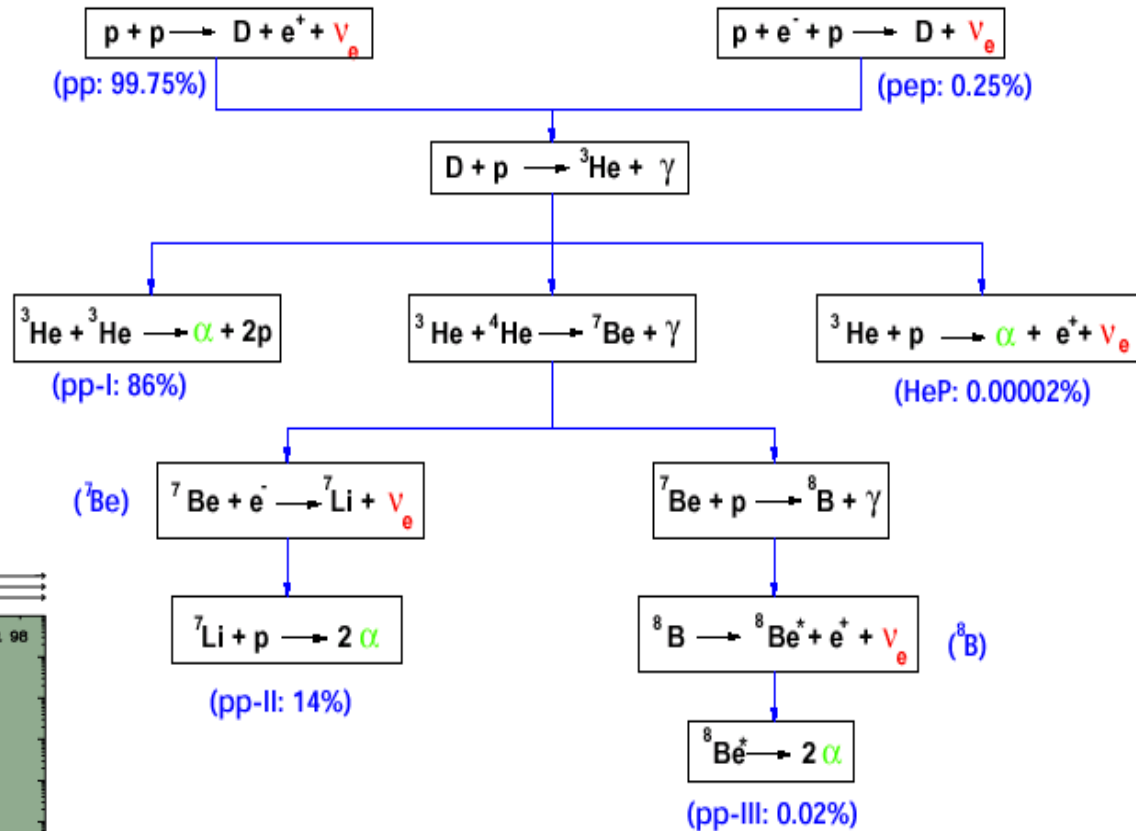 p + p → D + e⁺ + νₑ
p + e⁻ + p → D + νₑ
(pp: 99.75%)
(pep: 0.25%)
D + p → ³He + γ
³He + ³He → α + 2p
³He + ⁴He → ⁷Be + γ
³He + p → α + e⁺ + νₑ
(pp-I: 86%)
(HeP: 0.00002%)
(⁷Be)
⁷Be + e⁻ → ⁷Li + νₑ
⁷Be + p → ⁸B + γ
⁷Li + p → 2 α
⁸B → ⁸Be* + e⁺ + νₑ
(⁸B)
98
(pp-II: 14%)
⁸Be* → 2 α
(pp-III: 0.02%)